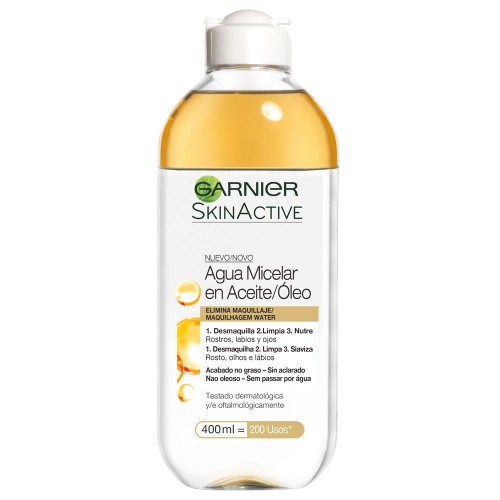 GARNIER
SKINACTIVE
NUEVO/NOVO
Agua Micelar
en Aceite/Óleo
ELIMINA MAQUILLAJE/
MAQUILHAGEM WATER
1. Desmaquilla 2.Limpia 3. Nutre
Rostros, labios y ojos
1. Desmaquilha 2. Limpa 3. Siaviza
Rosto, olhos e lábios
Acabado no graso – Sin aclarado
Nao oleoso – Sem passar por água
Testado dermatológica
y/e oftalmológicamente
400ml = 200 Usos*